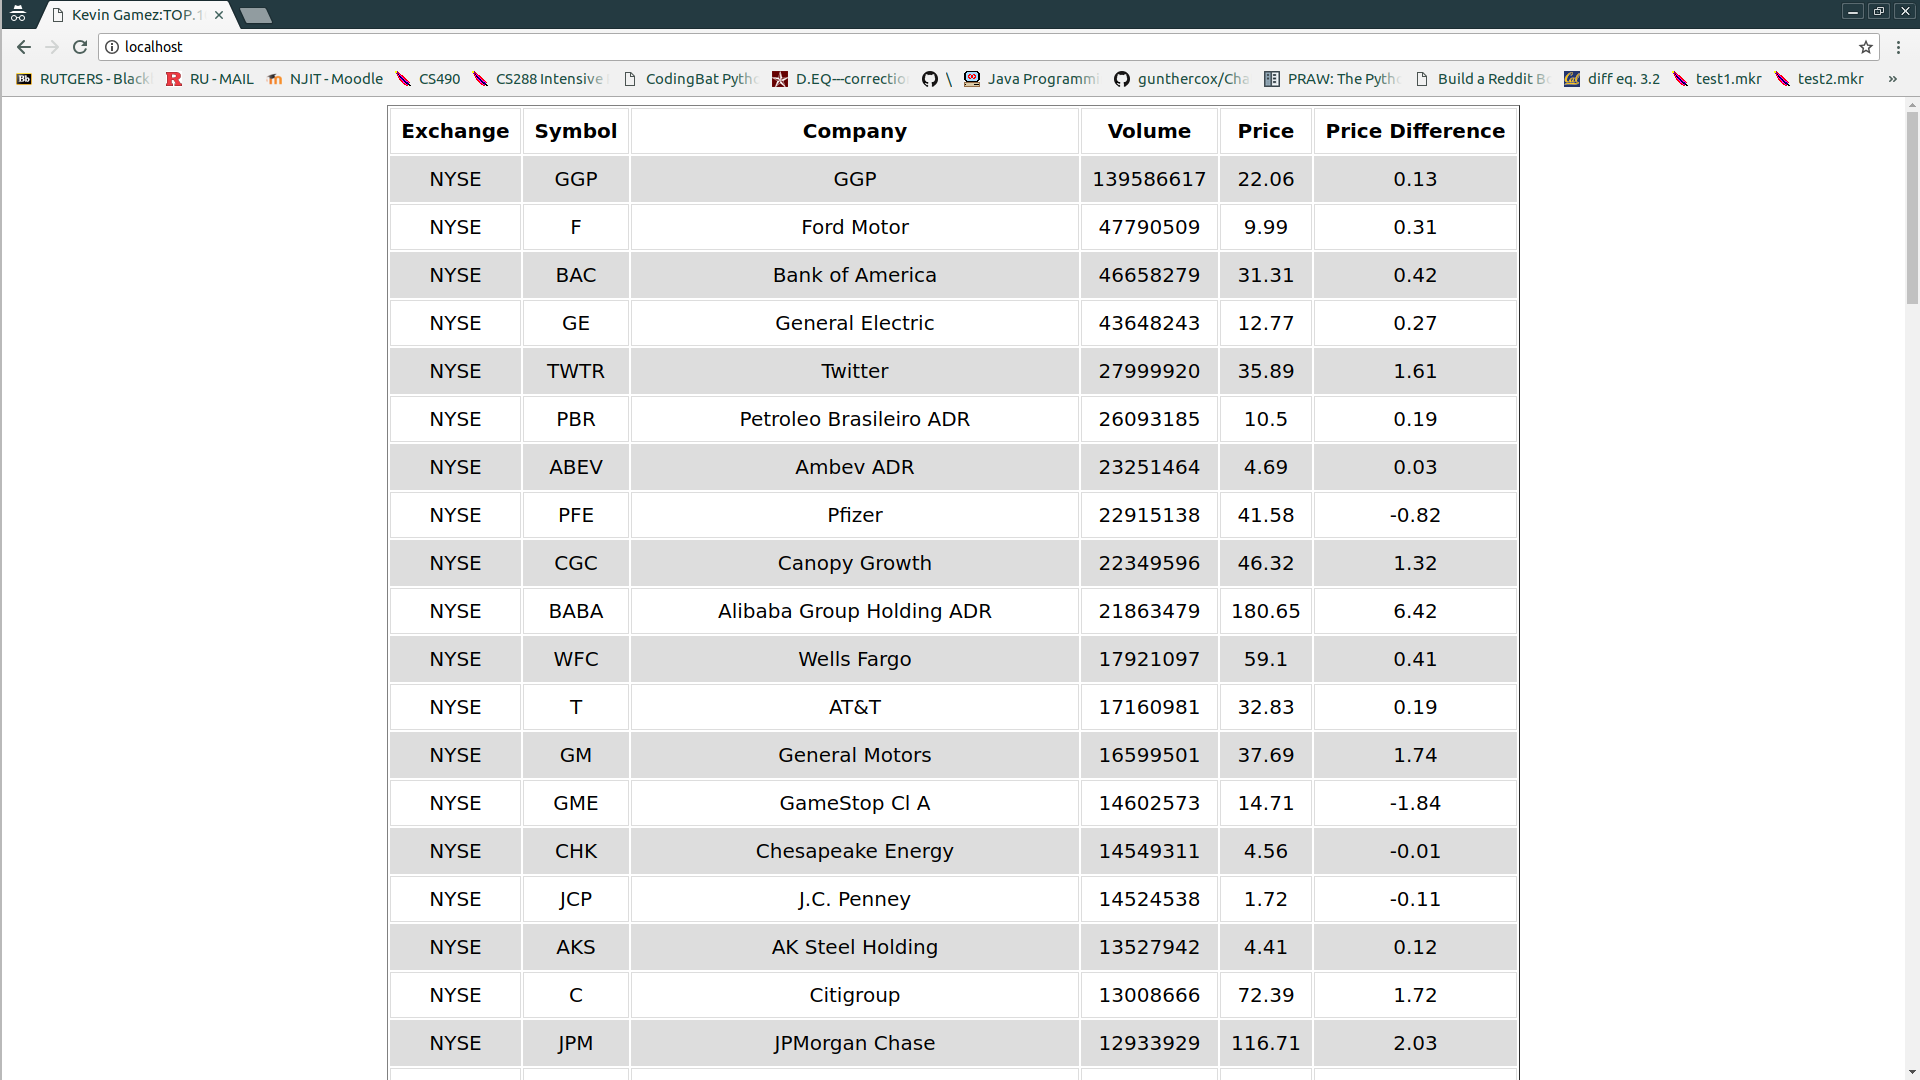 Kevin Gamez:TOP.1
localhost
RUTGERS - Black RU - MAIL NJIT - Moodle CS490 CS288 Intensive CodingBat Pyth D.EQ---correctio \ Java Programm gunthercox/Cha PRAW: The Pyth Build a Reddit B diff eq. 3.2 test1.mkr test2.mkr »
Exchange Symbol Company Volume Price Price Difference
NYSE GGP GGP 139586617 22.06 0.13
NYSE F Ford Motor 47790509 9.99 0.31
NYSE BAC Bank of America 46658279 31.31 0.42
NYSE GE General Electric 43648243 12.77 0.27
NYSE TWTR Twitter 27999920 35.89 1.61
NYSE PBR Petroleo Brasileiro ADR 26093185 10.5 0.19
NYSE ABEV Ambev ADR 23251464 4.69 0.03
NYSE PFE Pfizer 22915138 41.58 -0.82
NYSE CGC Canopy Growth 22349596 46.32 1.32
NYSE BABA Alibaba Group Holding ADR 21863479 180.65 6.42
NYSE WFC Wells Fargo 17921097 59.1 0.41
NYSE T AT&T 17160981 32.83 0.19
NYSE GM General Motors 16599501 37.69 1.74
NYSE GME GameStop Cl A 14602573 14.71 -1.84
NYSE CHK Chesapeake Energy 14549311 4.56 -0.01
NYSE JCP J.C. Penney 14524538 1.72 -0.11
NYSE AKS AK Steel Holding 13527942 4.41 0.12
NYSE C Citigroup 13008666 72.39 1.72
NYSE JPM JPMorgan Chase 12933929 116.71 2.03